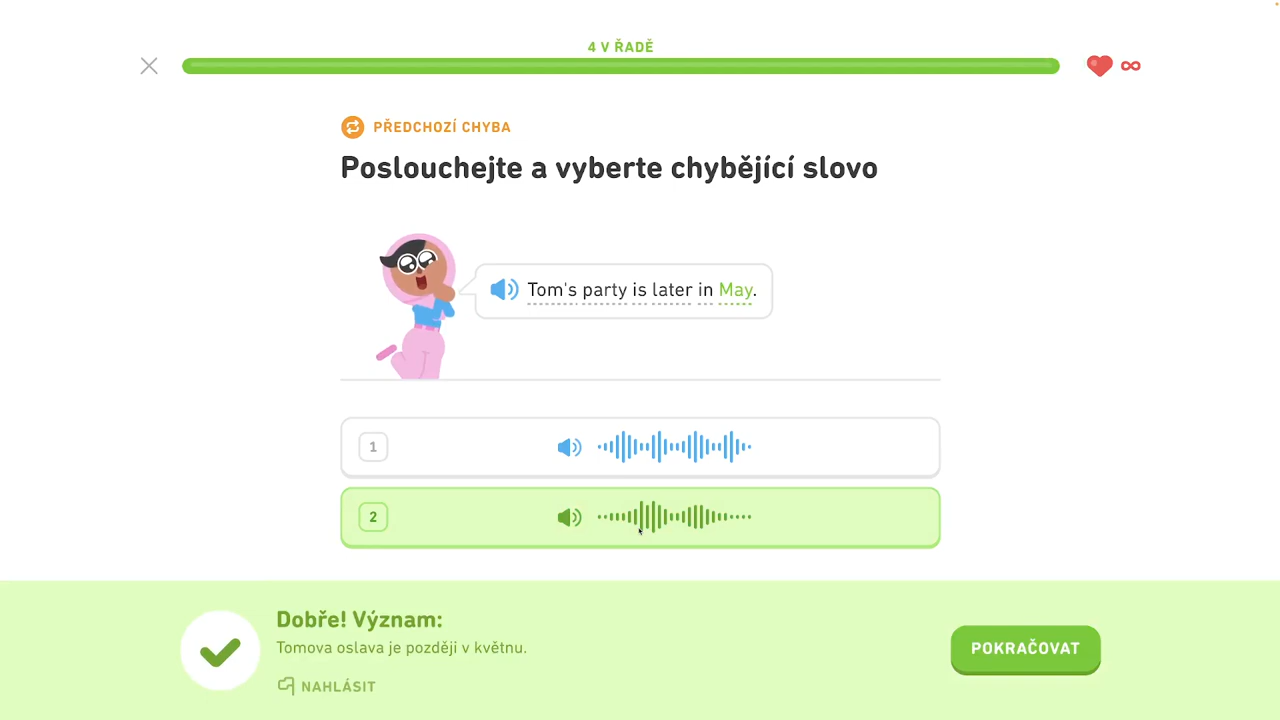 4 V ŘADĚ
PŘEDCHOZÍ CHYBA
Poslouchejte a vyberte chybějící slovo
Tom's party is later in May.
1
2
Dobře! Význam:
Tomova oslava je později v květnu.
POKRAČOVAT
NAHLÁSIT